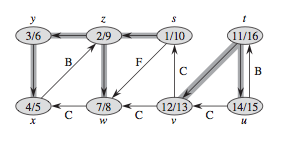 y z s t
3/6 2/9 1/10 11/16
B F C B
4/5 7/8 12/13 14/15
x C w C v C u